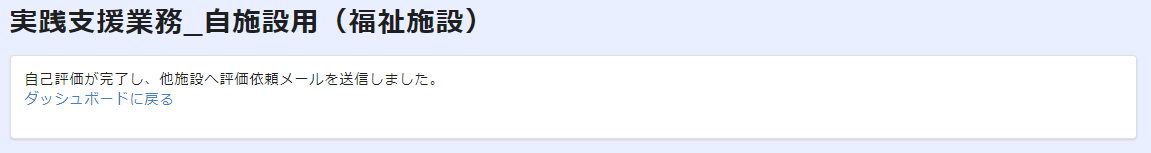 実践支援業務_自施設用（福祉施設）
自己評価が完了し、他施設へ評価依頼メールを送信しました。
ダッシュボードに戻る